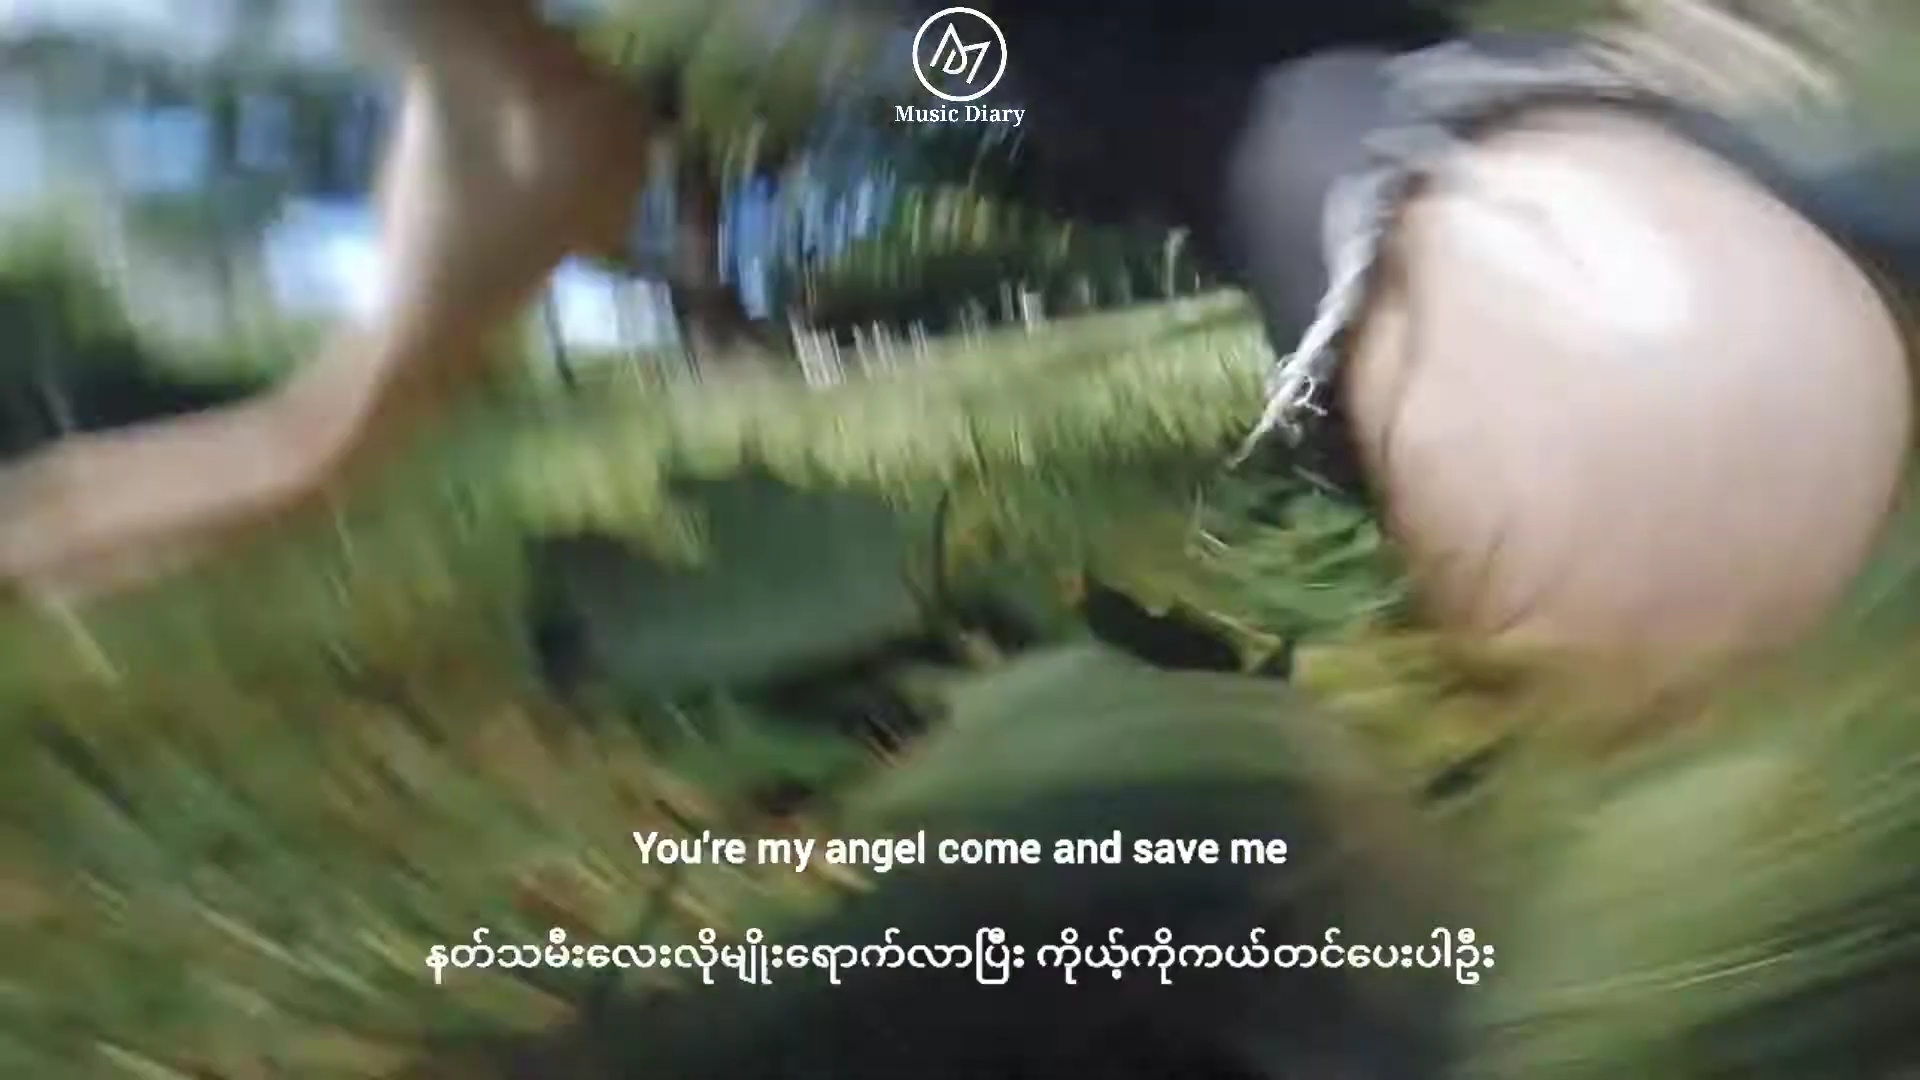 Music Diary
You're my angel come and save me
နတ်သမီးလေးလိုမျိုးရောက်လာပြီး ကိုယ့်ကိုကယ်တင်ပေးပါဦး